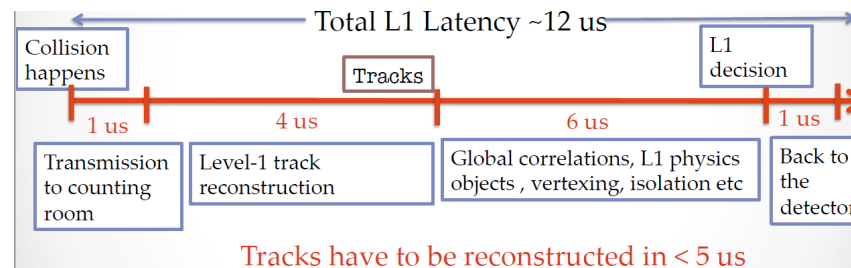 Total L1 Latency ~12 us
Collision
happens
Tracks
L1
decision
1 us
4 us
6 us
1 us
Transmission
to counting
room
Level-1 track
reconstruction
Global correlations, L1 physics
objects , vertexing, isolation etc
Back to
the
detector
Tracks have to be reconstructed in < 5 us